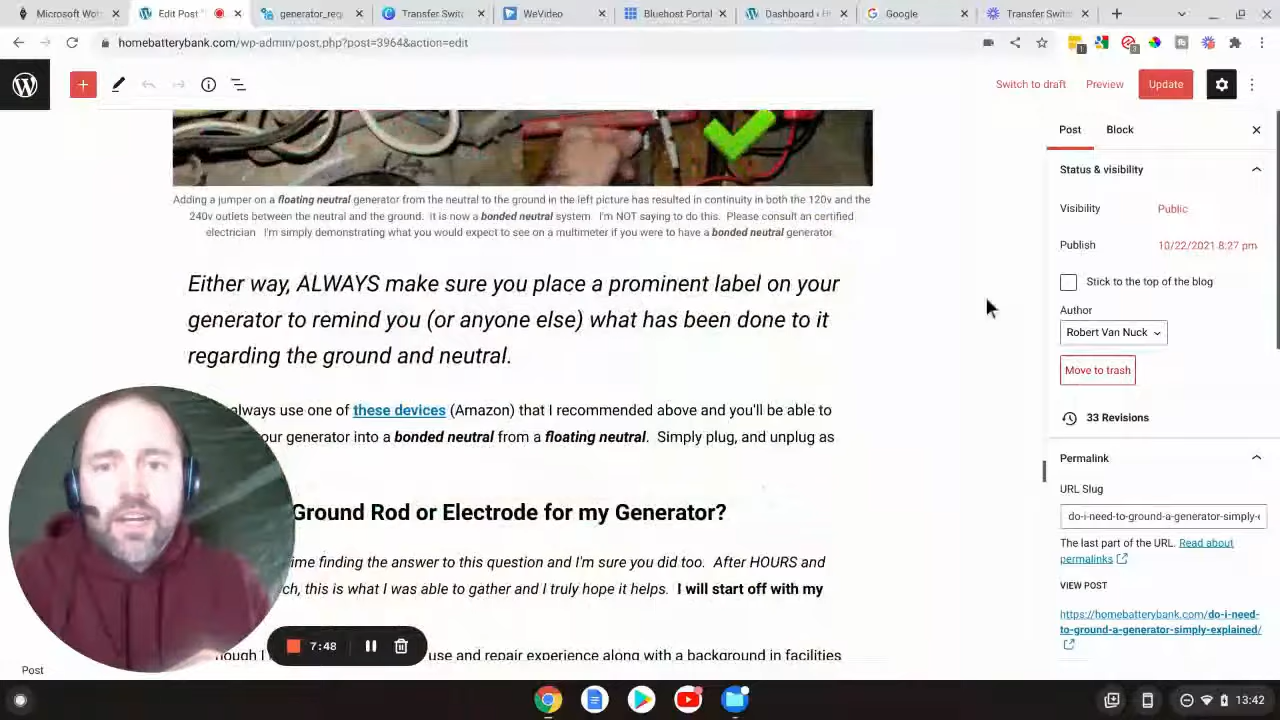 Microsoft Wo
Edit Post "
generator_reg
Transfer Switc
WeVideo
Bluehost Portal
Dashboard ‹
Google
Transfer Switc
homebatterybank.com/wp-admin/post.php?post=3964&action=edit
Switch to draft
Preview
Update
Post
Block
Adding a jumper on a floating neutral generator from the neutral to the ground in the left picture has resulted in continuity in both the 120v and the
240v outlets between the neutral and the ground. It is now a bonded neutral system I'm NOT saying to do this. Please consult an certified
electrician I'm simply demonstrating what you would expect to see on a multimeter if you were to have a bonded neutral generator.
Either way, ALWAYS make sure you place a prominent label on your
generator to remind you (or anyone else) what has been done to it
regarding the ground and neutral.
always use one of these devices (Amazon) that I recommended above and you'll be able to
our generator into a bonded neutral from a floating neutral. Simply plug, and unplug as
Ground Rod or Electrode for my Generator?
ime finding the answer to this question and I'm sure you did too. After HOURS and
ch, this is what I was able to gather and I truly hope it helps. I will start off with my
hough I
use and repair experience along with a background in facilities
7:48
Post
Status & visibility
Visibility
Public
Publish
10/22/2021 8:27 pm
Stick to the top of the blog
Author
Robert Van Nuck
Move to trash
33 Revisions
Permalink
URL Slug
do-i-need-to-ground-a-generator-simply-
The last part of the URL. Read about
permalinks
VIEW POST
https://homebatterybank.com/do-i-need-
to-ground-a-generator-simply-explained/
13:42